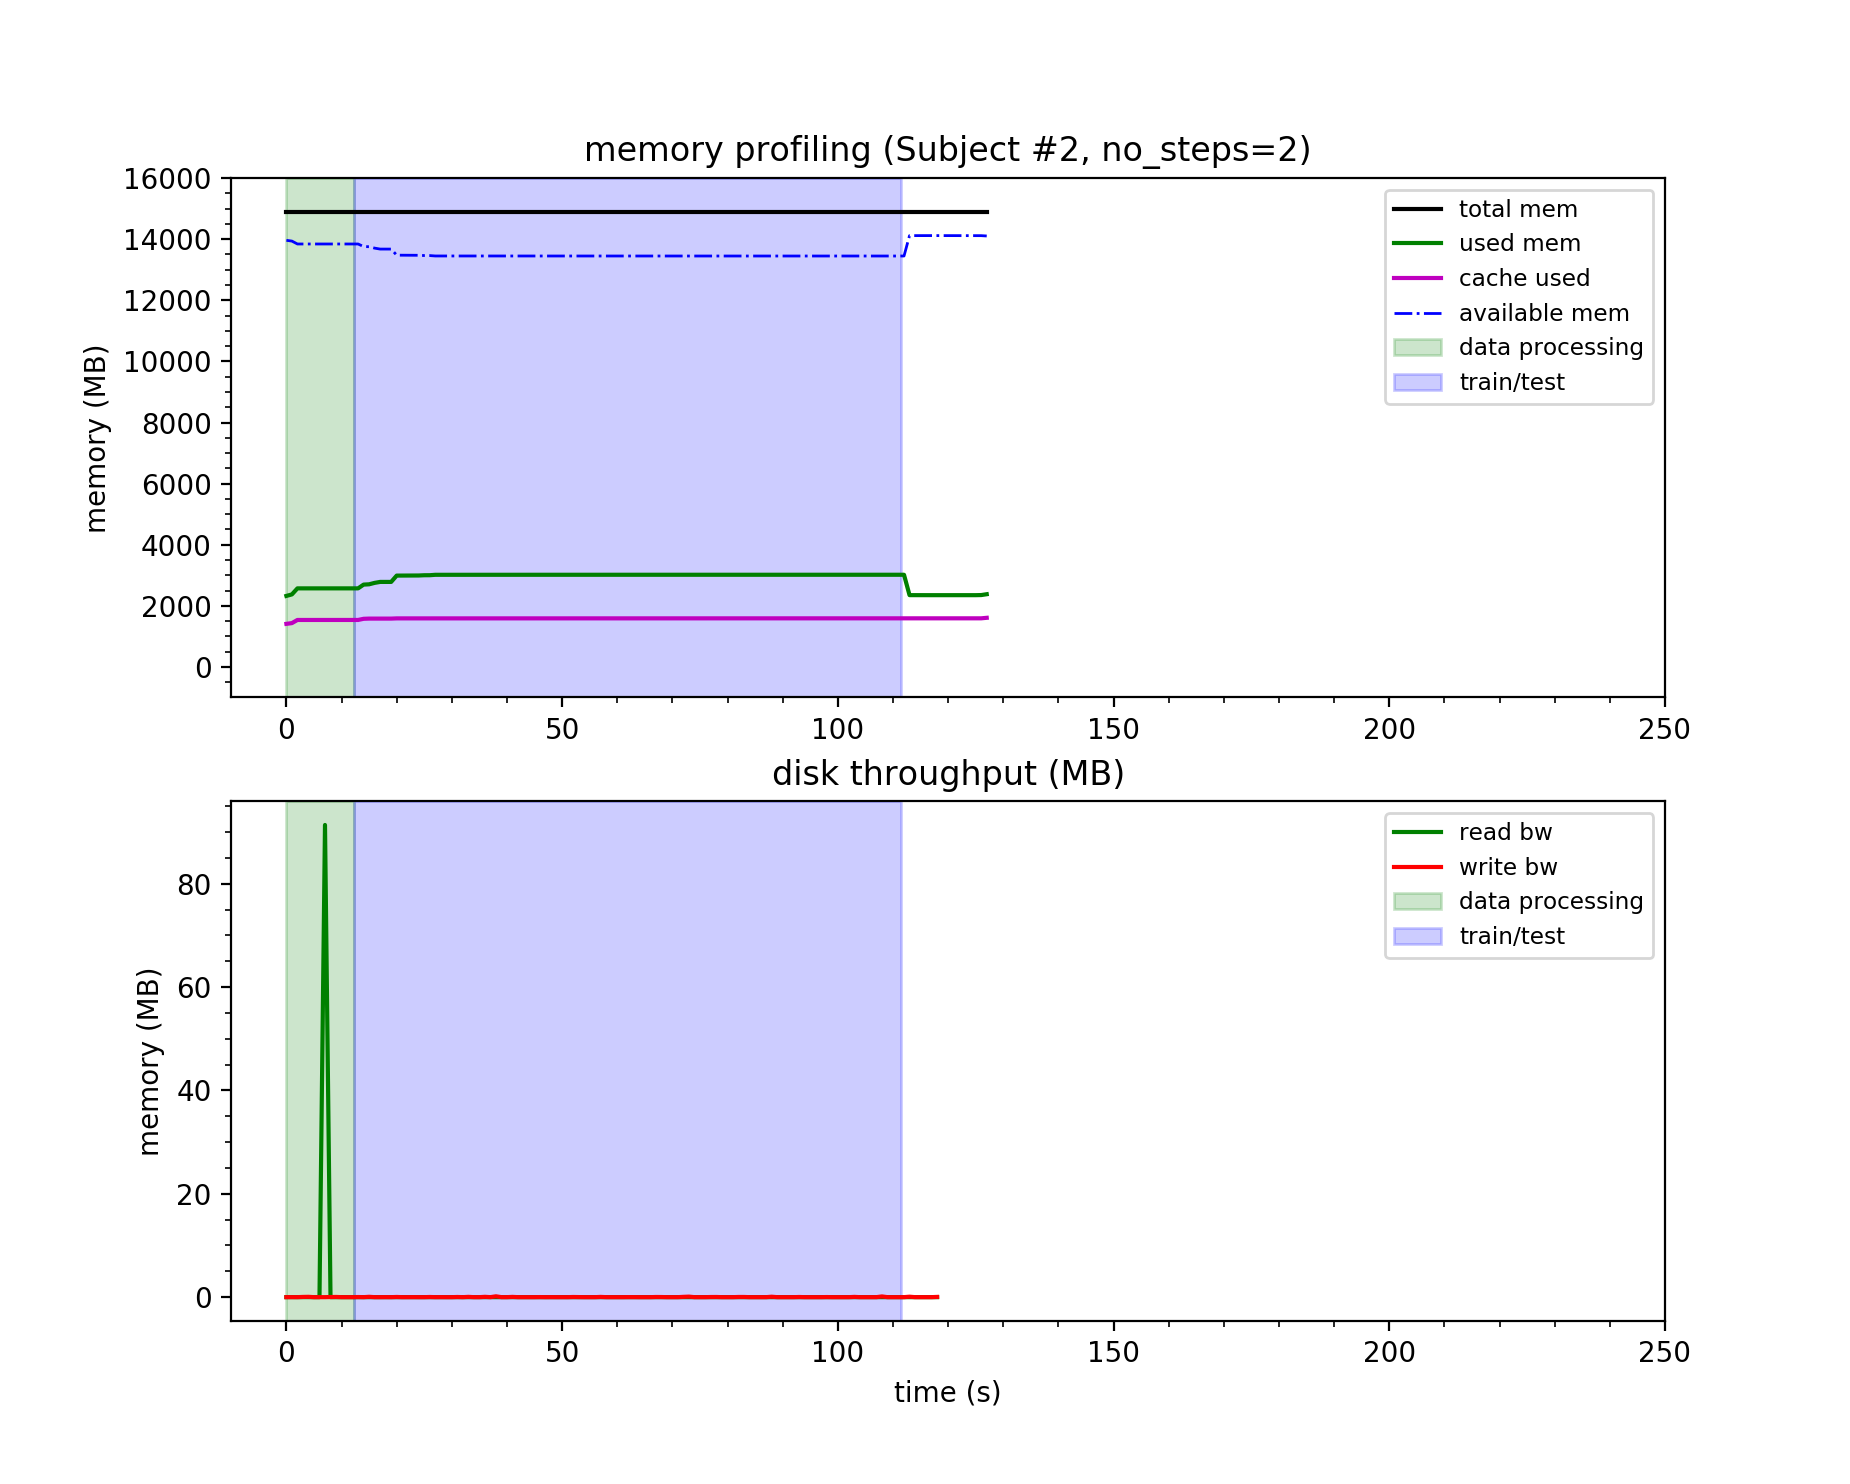 memory profiling (Subject #2, no_steps=2)
16000
14000
12000
10000
8000
6000
4000
2000
0
memory (MB)
total mem
used mem
cache used
available mem
data processing
train/test
0 50 100 150 200 250
disk throughput (MB)
80
60
40
20
0
memory (MB)
read bw
write bw
data processing
train/test
0 50 100 150 200 250
time (s)